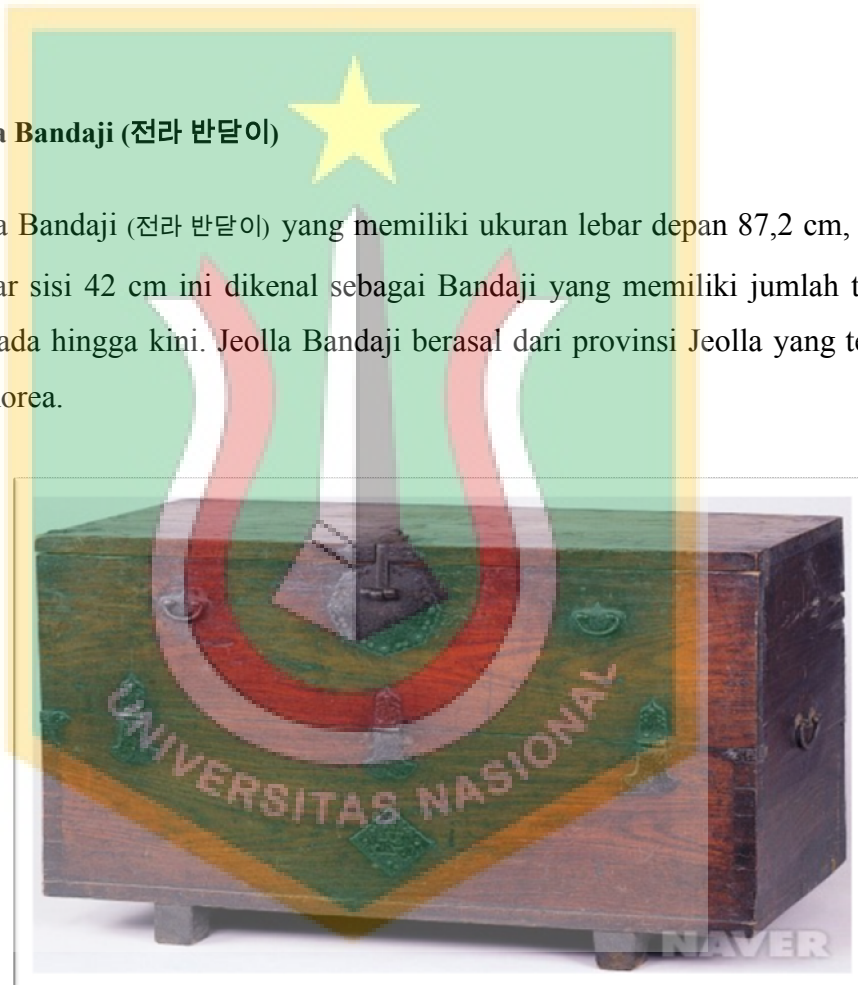 a Bandaji (전라 반닫이)
a Bandaji (전라 반닫이) yang memiliki ukuran lebar depan 87,2 cm,
ar sisi 42 cm ini dikenal sebagai Bandaji yang memiliki jumlah t
ada hingga kini. Jeolla Bandaji berasal dari provinsi Jeolla yang te
orea.
UNIVERSITAS NASIONAL
NAVER